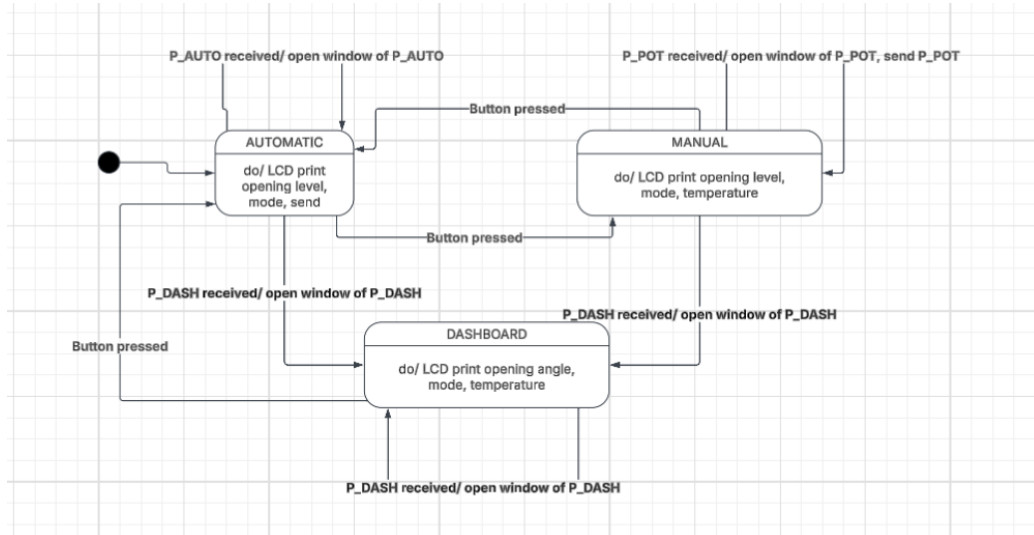 P_AUTO received/ open window of P_AUTO
P_POT received/ open window of P_POT, send P_POT
Button pressed
AUTOMATIC
do/ LCD print
opening level,
mode, send
MANUAL
do/ LCD print opening level,
mode, temperature
Button pressed
P_DASH received/ open window of P_DASH
P_DASH received/ open window of P_DASH
Button pressed
DASHBOARD
do/ LCD print opening angle,
mode, temperature
P_DASH received/ open window of P_DASH